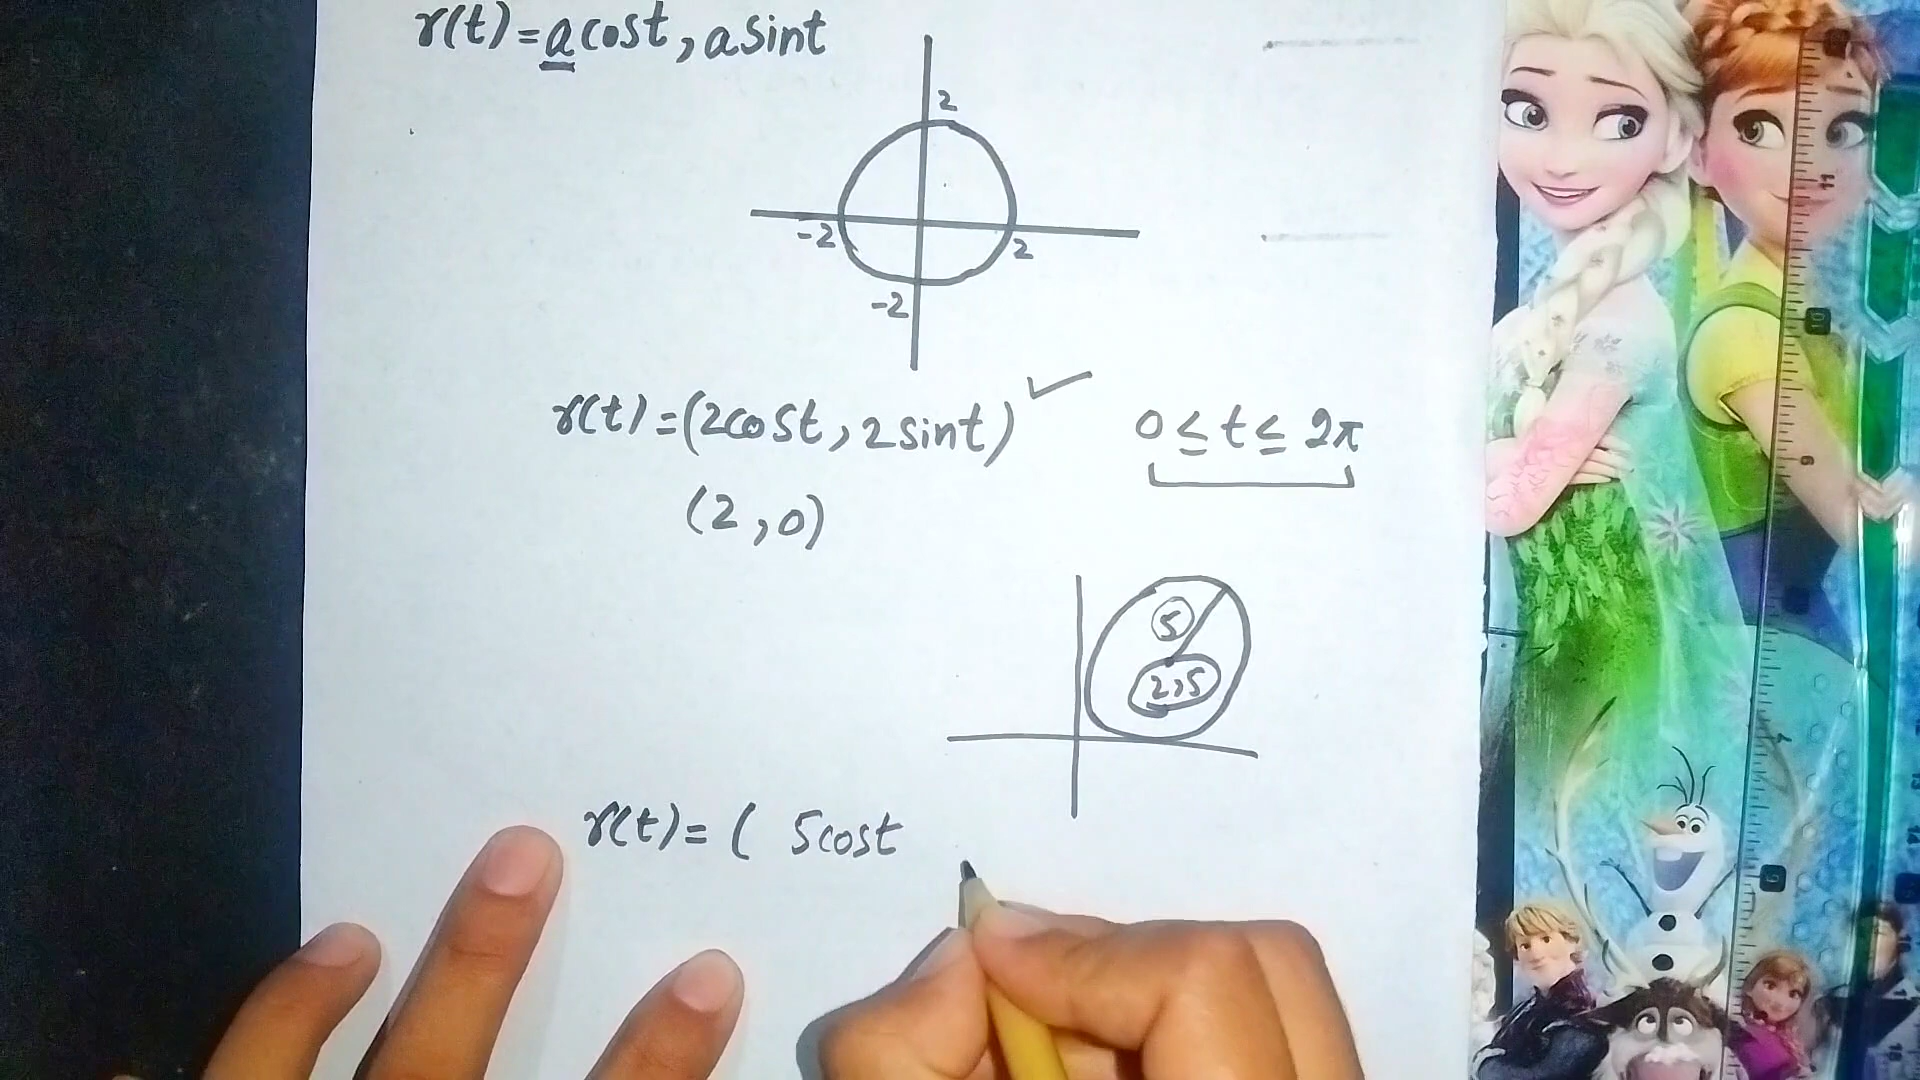 r(t)=a cost, a sint
2
-2 2
-2
r(t)=(2cost, 2sint) ✓ 0≤t≤2π
(2,0)
5
2,5
r(t)=( 5cost